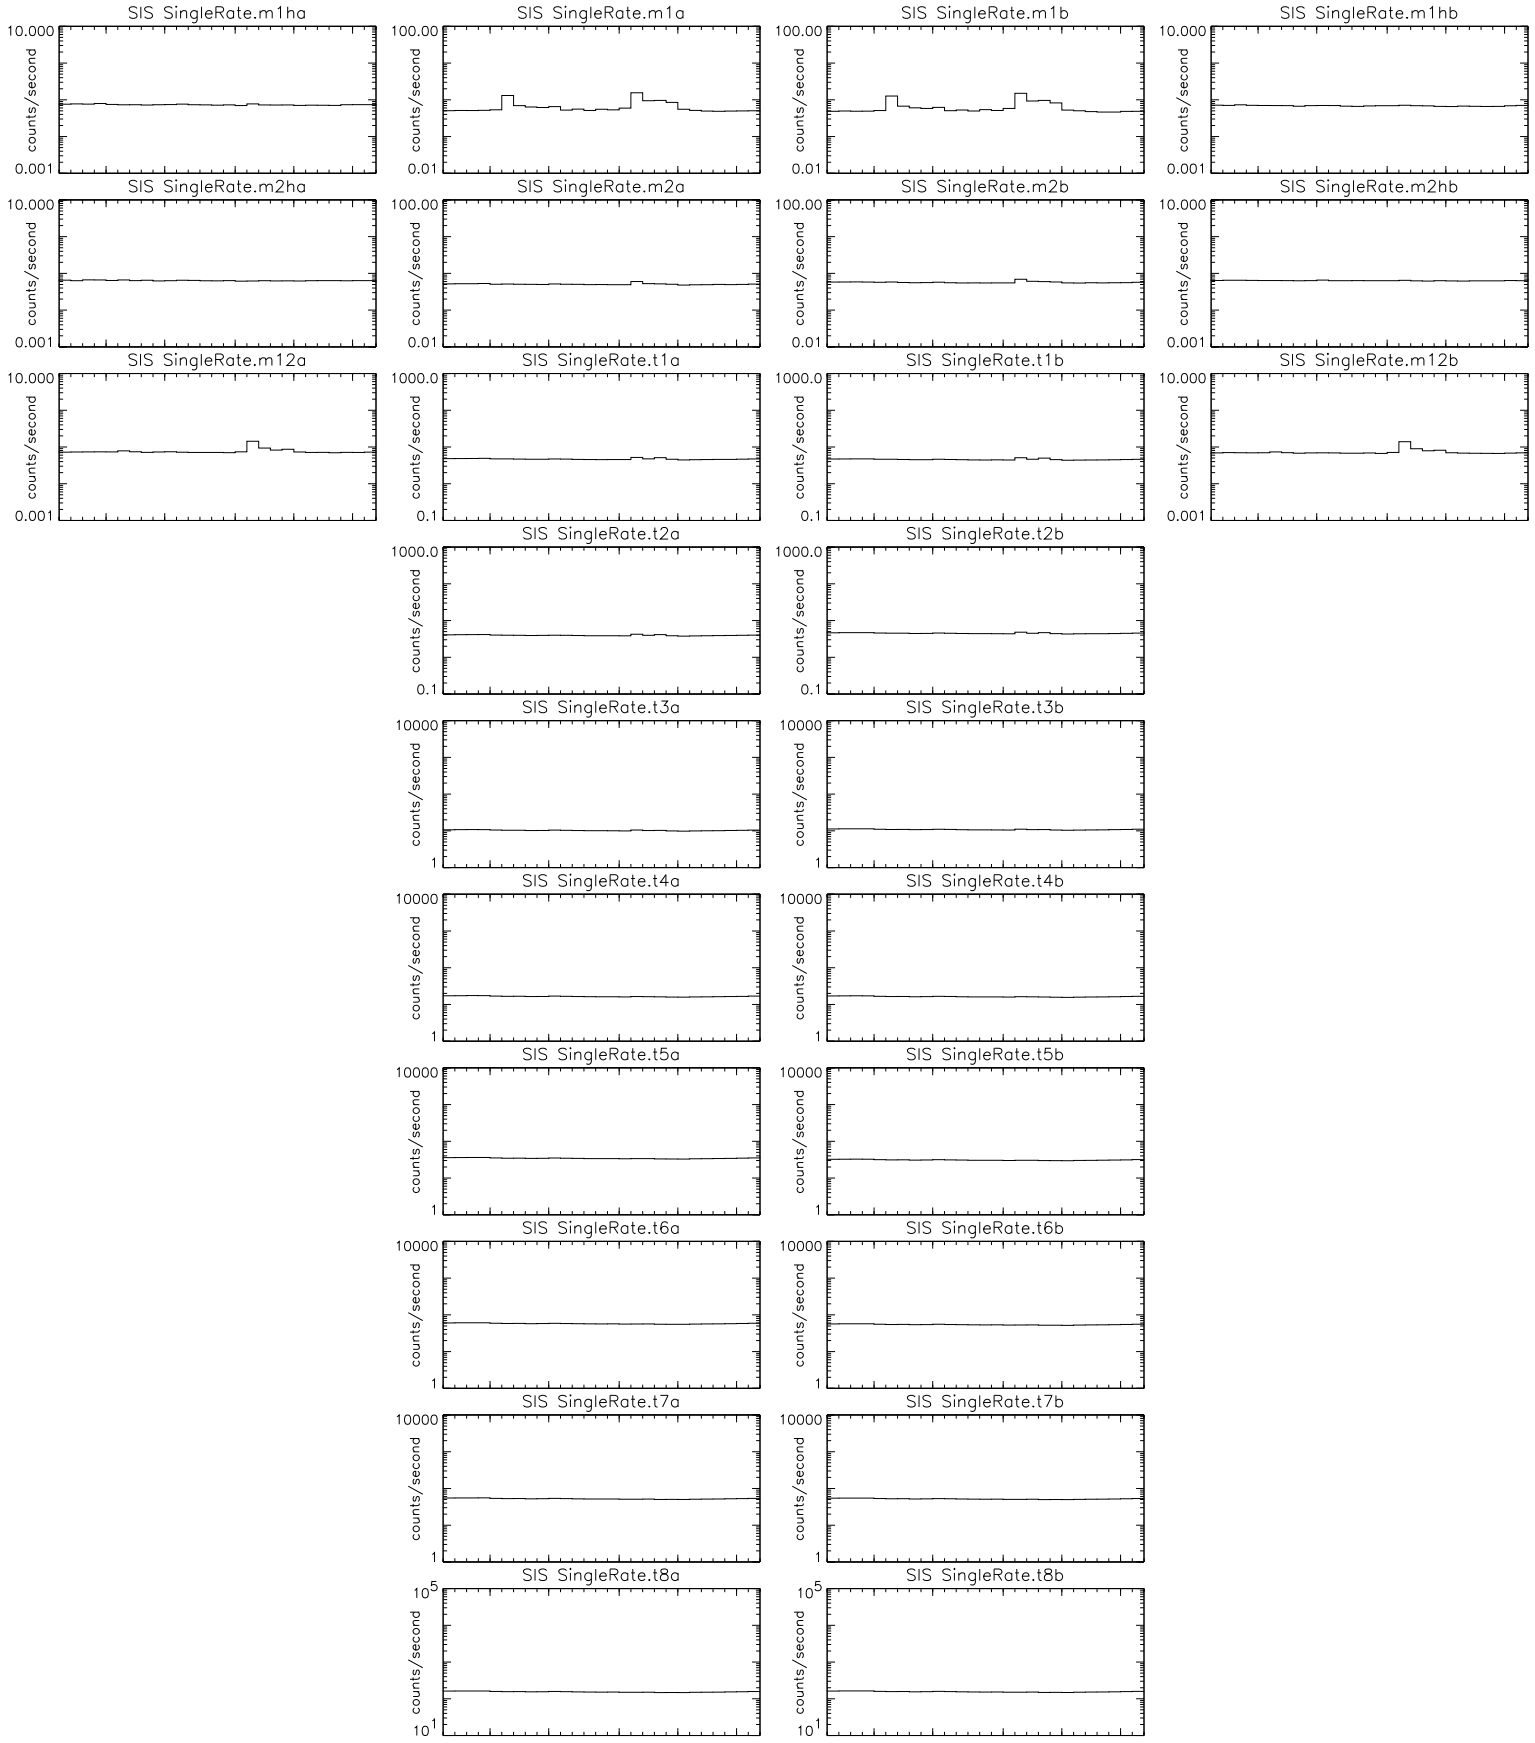 SIS SingleRate.m1ha
10.000
counts/second
0.001
SIS SingleRate.m1a
100.00
counts/second
0.01
SIS SingleRate.m1b
100.00
counts/second
0.01
SIS SingleRate.m1hb
10.000
counts/second
0.001
SIS SingleRate.m2ha
10.000
counts/second
0.001
SIS SingleRate.m2a
100.00
counts/second
0.01
SIS SingleRate.m2b
100.00
counts/second
0.01
SIS SingleRate.m2hb
10.000
counts/second
0.001
SIS SingleRate.m12a
10.000
counts/second
0.001
SIS SingleRate.t1a
1000.0
counts/second
0.1
SIS SingleRate.t1b
1000.0
counts/second
0.1
SIS SingleRate.m12b
10.000
counts/second
0.001
SIS SingleRate.t2a
1000.0
counts/second
0.1
SIS SingleRate.t2b
1000.0
counts/second
0.1
SIS SingleRate.t3a
10000
counts/second
1
SIS SingleRate.t3b
10000
counts/second
1
SIS SingleRate.t4a
10000
counts/second
1
SIS SingleRate.t4b
10000
counts/second
1
SIS SingleRate.t5a
10000
counts/second
1
SIS SingleRate.t5b
10000
counts/second
1
SIS SingleRate.t6a
10000
counts/second
1
SIS SingleRate.t6b
10000
counts/second
1
SIS SingleRate.t7a
10000
counts/second
1
SIS SingleRate.t7b
10000
counts/second
1
SIS SingleRate.t8a
10^5
counts/second
10^1
SIS SingleRate.t8b
10^5
counts/second
10^1